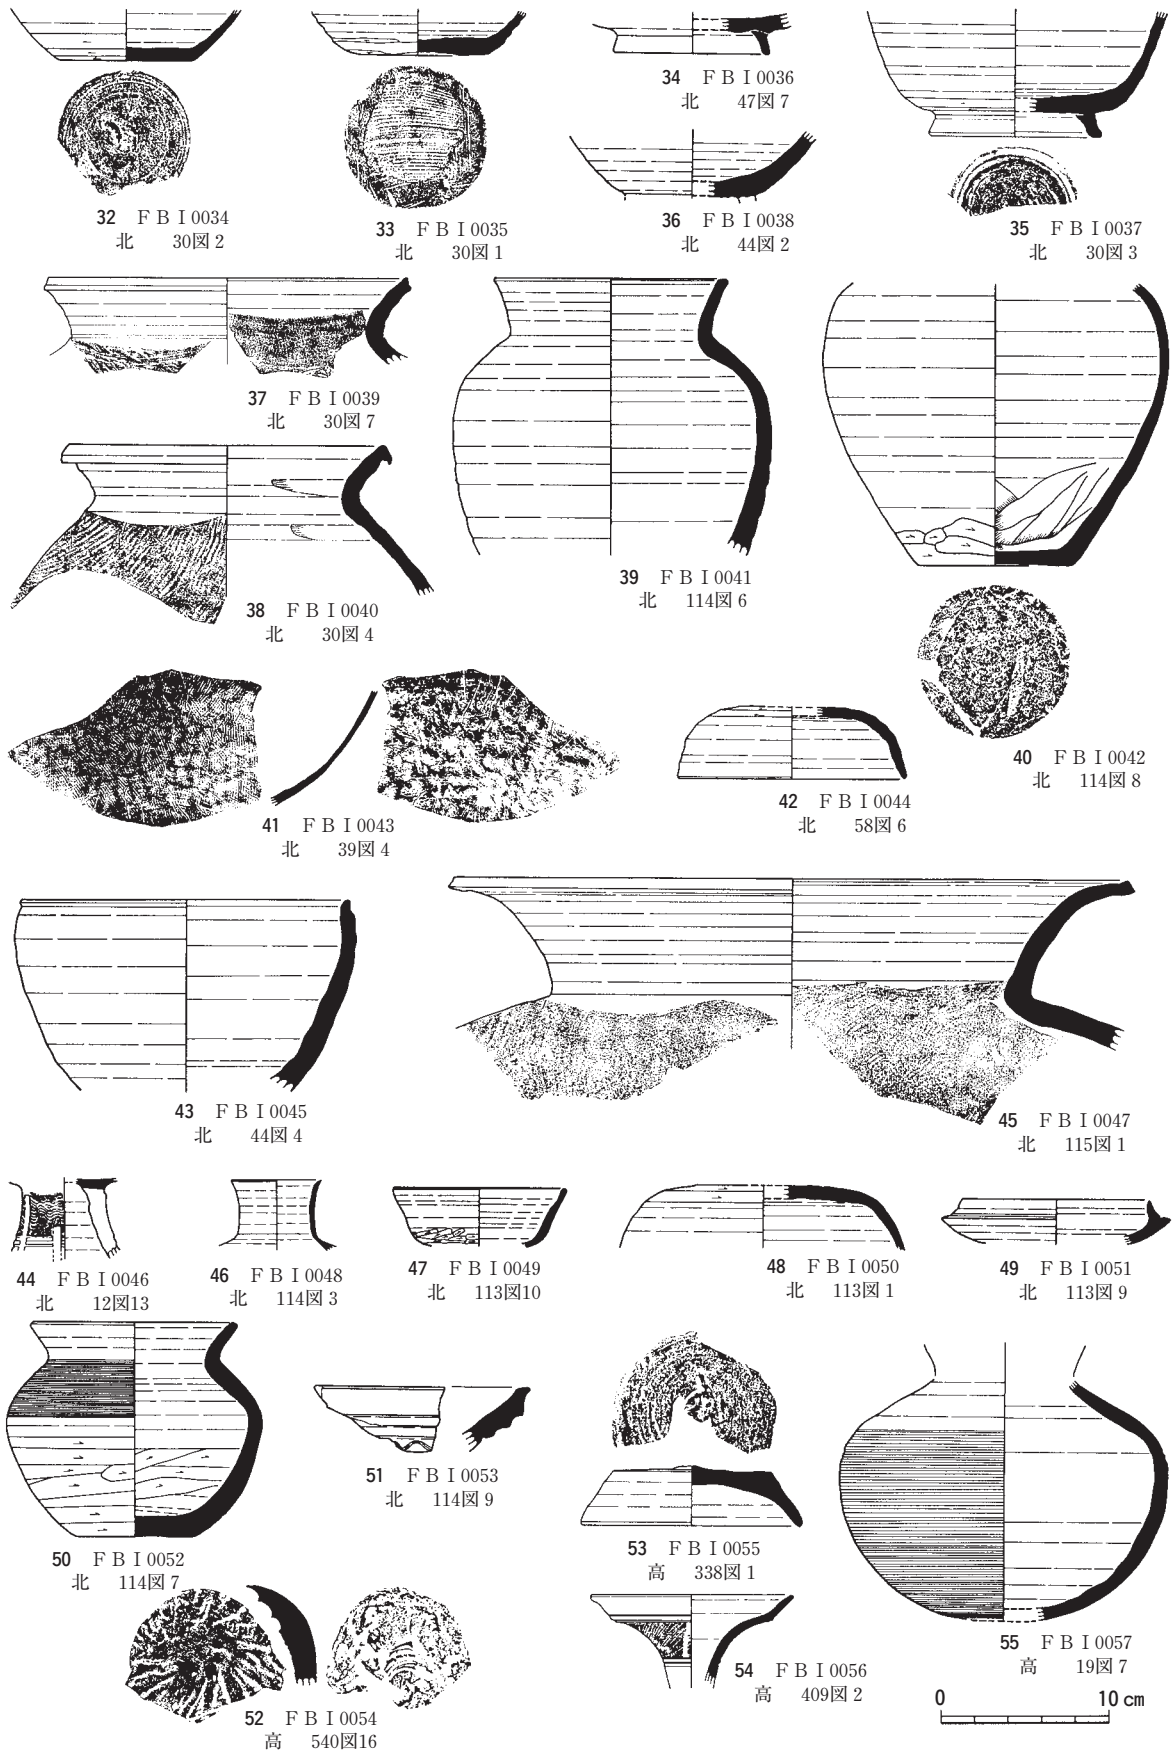 32 ＦＢⅠ0034
北 30図2
33 ＦＢⅠ0035
北 30図1
34 ＦＢⅠ0036
北 47図7
36 ＦＢⅠ0038
北 44図2
35 ＦＢⅠ0037
北 30図3
37 ＦＢⅠ0039
北 30図7
38 ＦＢⅠ0040
北 30図4
39 ＦＢⅠ0041
北 114図6
40 ＦＢⅠ0042
北 114図8
41 ＦＢⅠ0043
北 39図4
42 ＦＢⅠ0044
北 58図6
43 ＦＢⅠ0045
北 44図4
45 ＦＢⅠ0047
北 115図1
44 ＦＢⅠ0046
北 12図13
46 ＦＢⅠ0048
北 114図3
47 ＦＢⅠ0049
北 113図10
48 ＦＢⅠ0050
北 113図1
49 ＦＢⅠ0051
北 113図9
50 ＦＢⅠ0052
北 114図7
51 ＦＢⅠ0053
北 114図9
53 ＦＢⅠ0055
高 338図1
52 ＦＢⅠ0054
高 540図16
54 ＦＢⅠ0056
高 409図2
55 ＦＢⅠ0057
高 19図7
0 10cm